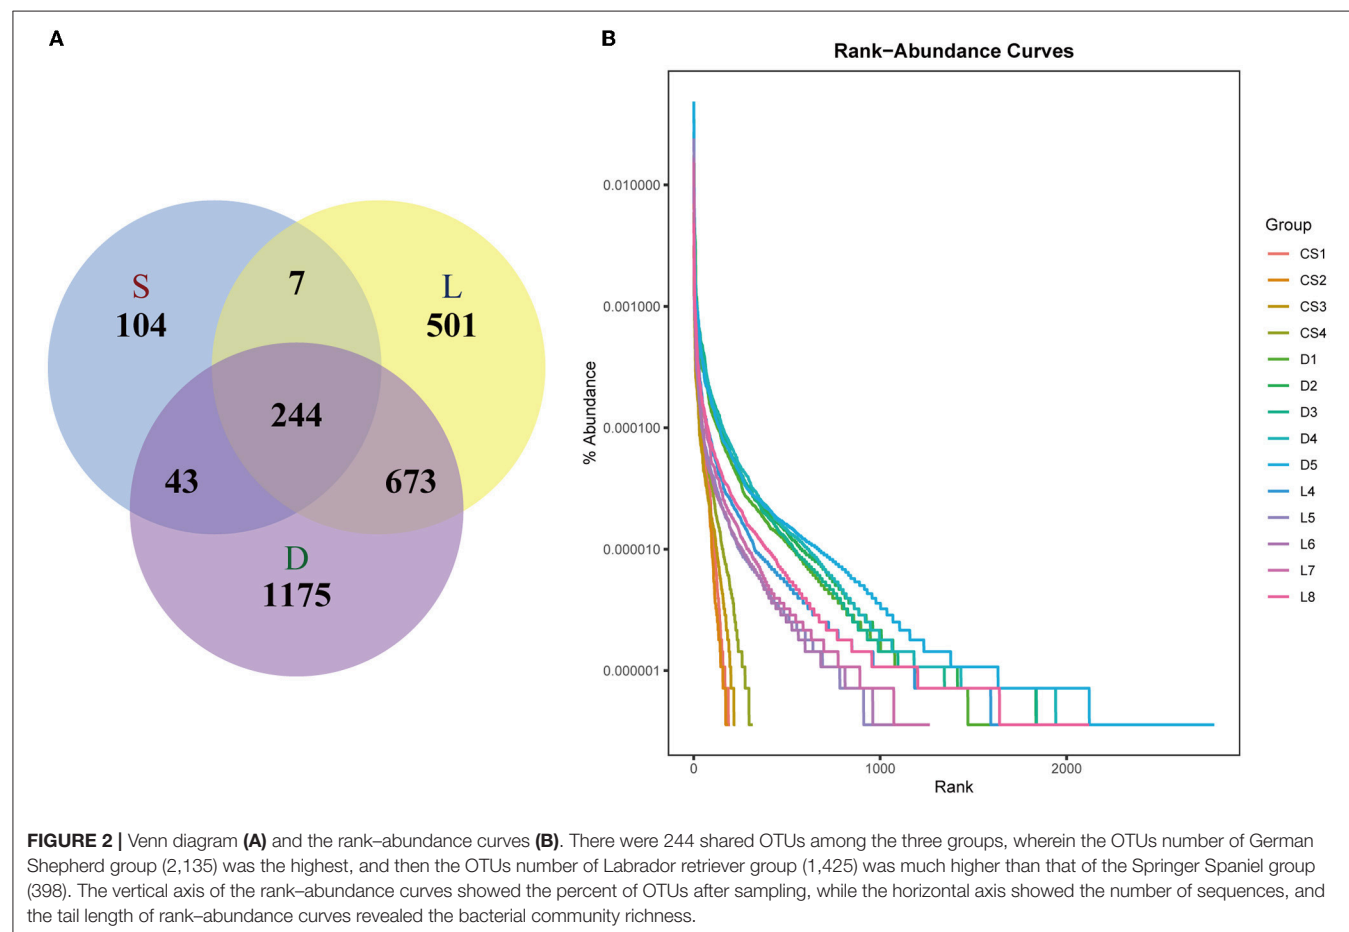 A
S
104
7
L
501
244
43
673
D
1175
B
Rank–Abundance Curves
% Abundance
0.010000
0.001000
0.000100
0.000010
0.000001
0
1000
2000
Rank
Group
CS1
CS2
CS3
CS4
D1
D2
D3
D4
D5
L4
L5
L6
L7
L8
FIGURE 2 | Venn diagram (A) and the rank–abundance curves (B). There were 244 shared OTUs among the three groups, wherein the OTUs number of German
Shepherd group (2,135) was the highest, and then the OTUs number of Labrador retriever group (1,425) was much higher than that of the Springer Spaniel group
(398). The vertical axis of the rank–abundance curves showed the percent of OTUs after sampling, while the horizontal axis showed the number of sequences, and
the tail length of rank–abundance curves revealed the bacterial community richness.